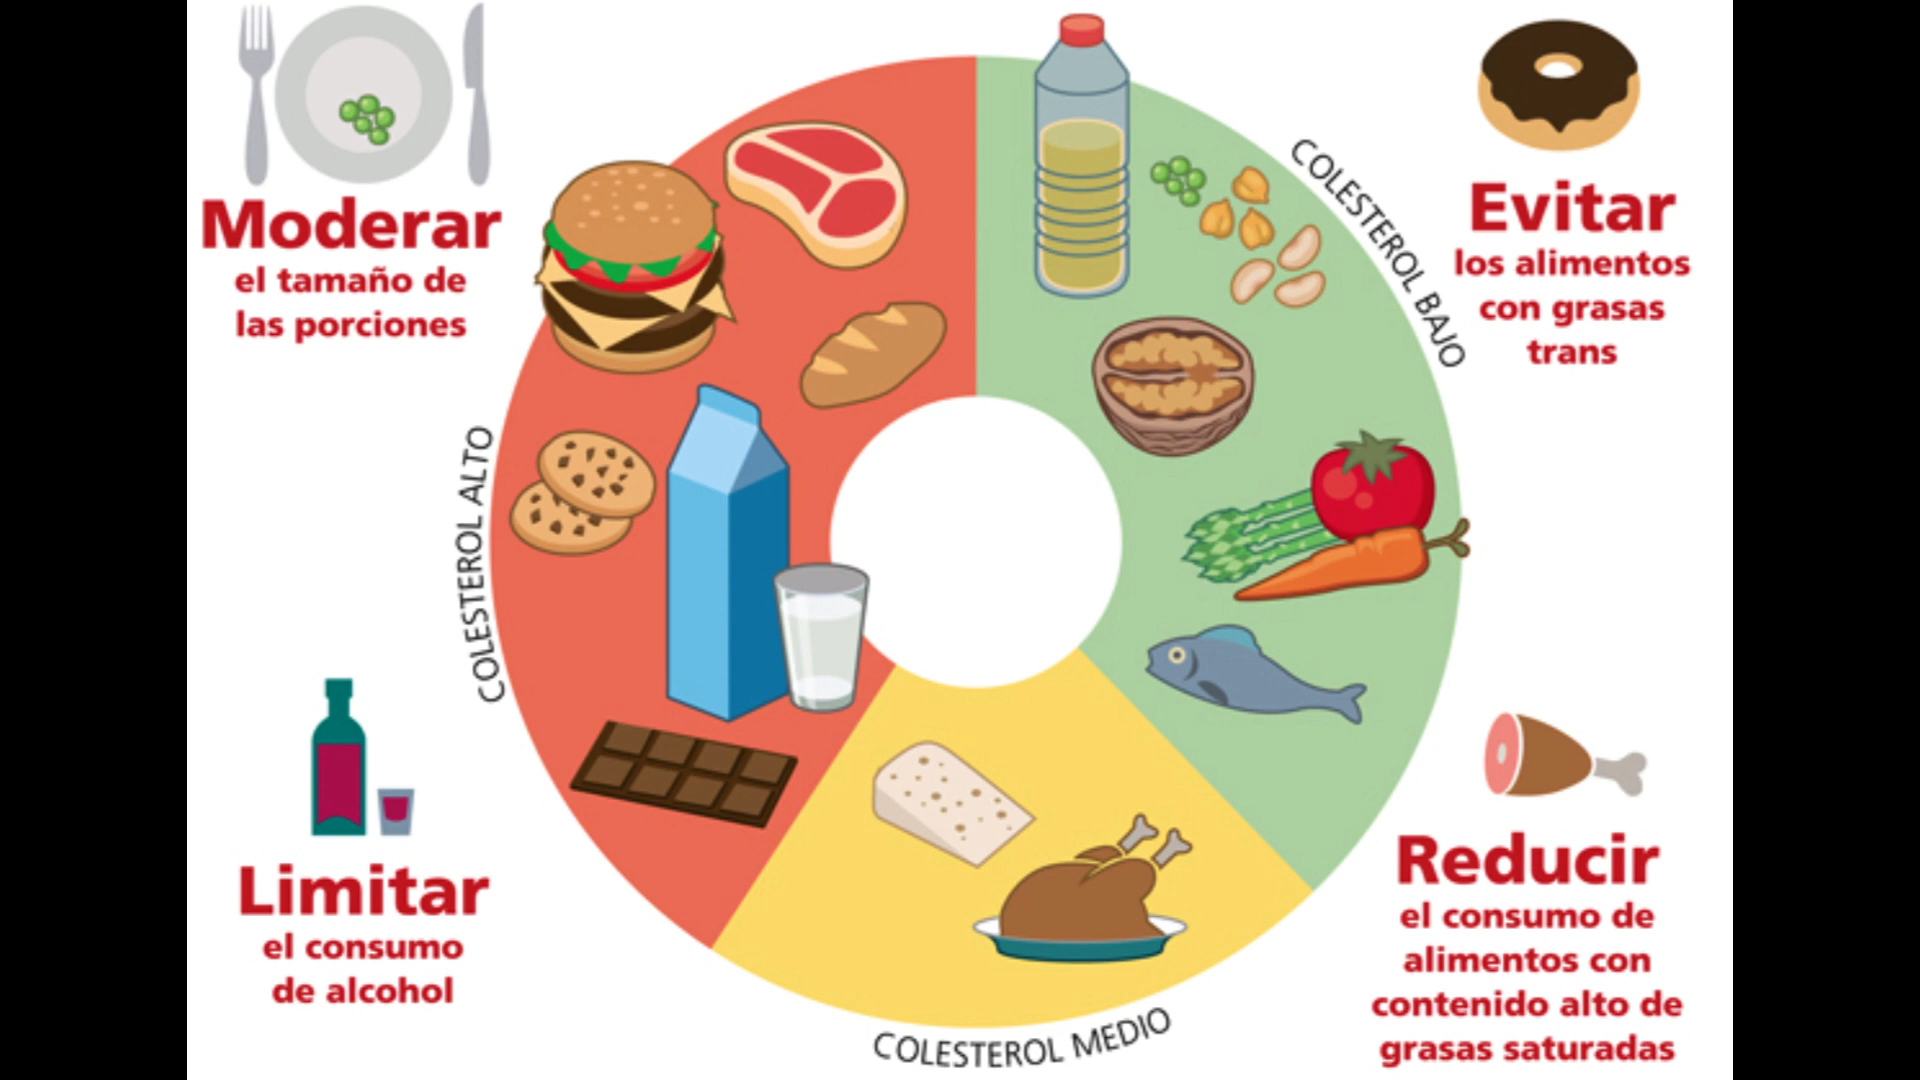 Moderar
el tamaño de
las porciones
COLESTEROL BAJO
Evitar
los alimentos
con grasas
trans
COLESTEROL ALTO
Limitar
el consumo
de alcohol
COLESTEROL MEDIO
Reducir
el consumo de
alimentos con
contenido alto de
grasas saturadas